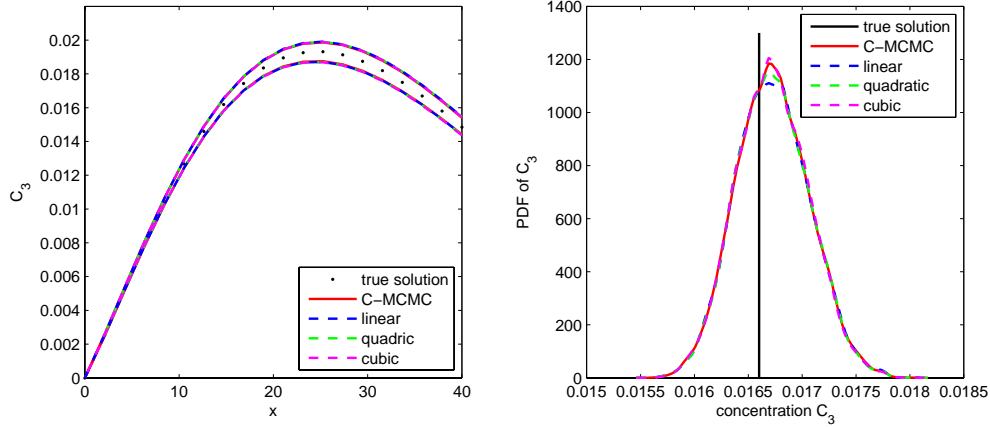 0.02
0.018
0.016
0.014
0.012
0.01
0.008
0.006
0.004
0.002
0
C3
0
10
20
30
40
x
true solution
C−MCMC
linear
quadric
cubic
1400
1200
1000
800
600
400
200
0
PDF of C3
0.015
0.0155
0.016
0.0165
0.017
0.0175
0.018
0.0185
concentration C3
true solution
C−MCMC
linear
quadratic
cubic